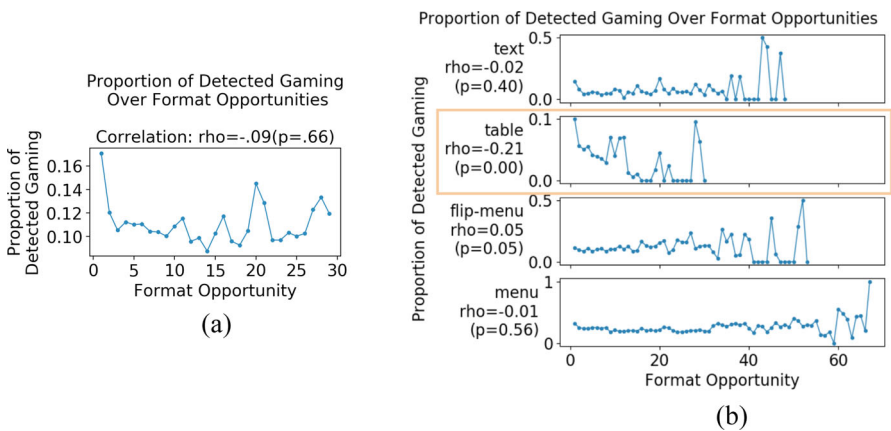 Proportion of Detected Gaming
Over Format Opportunities
Correlation: rho=-.09(p=.66)
Proportion of
Detected Gaming
0.16
0.14
0.12
0.10
0
5
10
15
20
25
30
Format Opportunity
(a)
Proportion of Detected Gaming Over Format Opportunities
Proportion of Detected Gaming
text
rho=-0.02
(p=0.40)
0.5
0.0
table
rho=-0.21
(p=0.00)
0.1
0.0
flip-menu
rho=0.05
(p=0.05)
0.5
0.0
menu
rho=-0.01
(p=0.56)
1
0
0
20
40
60
Format Opportunity
(b)